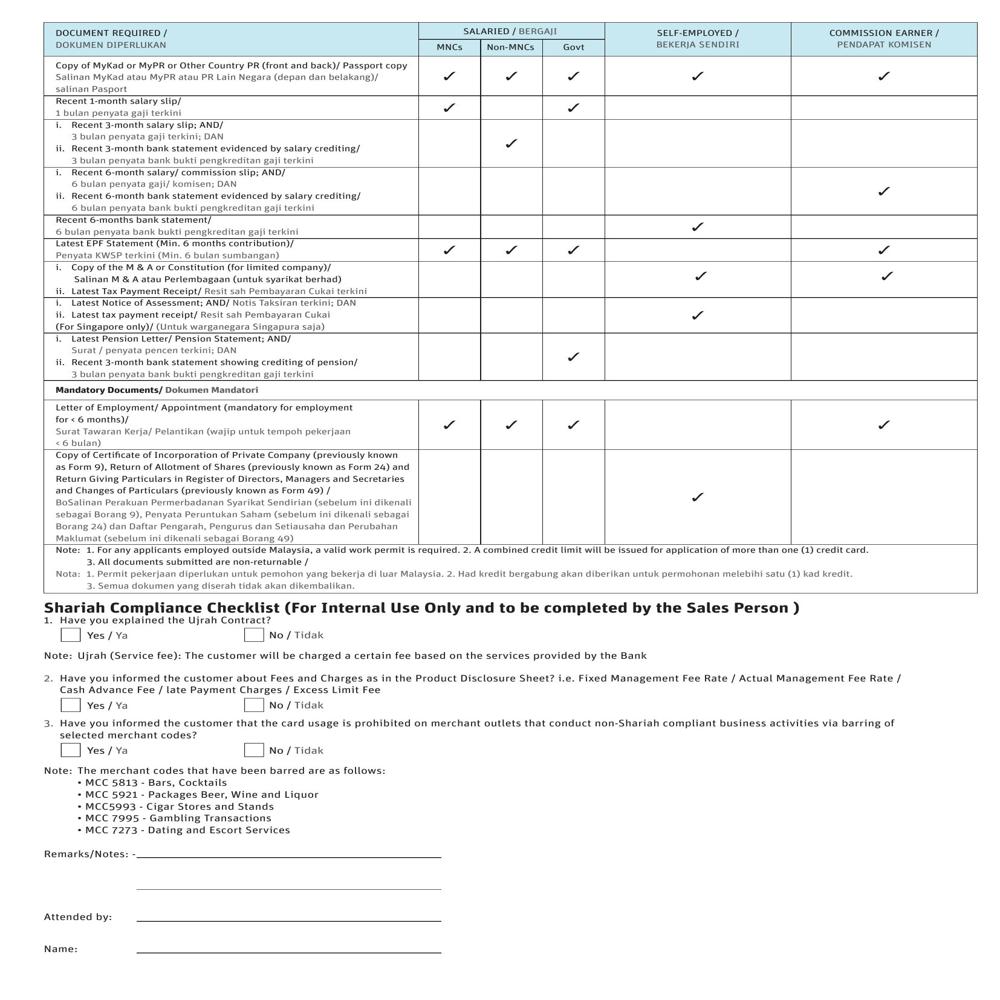 DOCUMENT REQUIRED /
DOKUMEN DIPERLUKAN
SALARIED / BERGAJI
MNCs Non-MNCs Govt
SELF-EMPLOYED /
BEKERJA SENDIRI
COMMISSION EARNER /
PENDAPAT KOMISEN
Copy of MyKad or MyPR or Other Country PR (front and back)/ Passport copy
Salinan MyKad atau MyPR atau PR Lain Negara (depan dan belakang)/
salinan Pasport
✓ ✓ ✓ ✓ ✓
Recent 1-month salary slip/
1 bulan penyata gaji terkini
✓ ✓
i. Recent 3-month salary slip; AND/
3 bulan penyata gaji terkini; DAN
ii. Recent 3-month bank statement evidenced by salary crediting/
3 bulan penyata bank bukti pengkreditan gaji terkini
✓
i. Recent 6-month salary/ commission slip; AND/
6 bulan penyata gaji/ komisen; DAN
ii. Recent 6-month bank statement evidenced by salary crediting/
6 bulan penyata bank bukti pengkreditan gaji terkini
✓
Recent 6-months bank statement/
6 bulan penyata bank bukti pengkreditan gaji terkini
✓
Latest EPF Statement (Min. 6 months contribution)/
Penyata KWSP terkini (Min. 6 bulan sumbangan)
✓ ✓ ✓ ✓
i. Copy of the M & A or Constitution (for limited company)/
Salinan M & A atau Perlembagaan (untuk syarikat berhad)
ii. Latest Tax Payment Receipt/ Resit sah Pembayaran Cukai terkini
✓ ✓
i. Latest Notice of Assessment; AND/ Notis Taksiran terkini; DAN
ii. Latest tax payment receipt/ Resit sah Pembayaran Cukai
(For Singapore only)/ (Untuk warganegara Singapura saja)
✓
i. Latest Pension Letter/ Pension Statement; AND/
Surat / penyata pencen terkini; DAN
ii. Recent 3-month bank statement showing crediting of pension/
3 bulan penyata bank bukti pengkreditan gaji terkini
✓
Mandatory Documents/ Dokumen Mandatori
Letter of Employment/ Appointment (mandatory for employment
for < 6 months)/
Surat Tawaran Kerja/ Pelantikan (wajip untuk tempoh pekerjaan
< 6 bulan)
✓ ✓ ✓ ✓
Copy of Certificate of Incorporation of Private Company (previously known
as Form 9), Return of Allotment of Shares (previously known as Form 24) and
Return Giving Particulars in Register of Directors, Managers and Secretaries
and Changes of Particulars (previously known as Form 49) /
BoSalinan Perakuan Permerbadanan Syarikat Sendirian (sebelum ini dikenali
sebagai Borang 9), Penyata Peruntukan Saham (sebelum ini dikenali sebagai
Borang 24) dan Daftar Pengarah, Pengurus dan Setiausaha dan Perubahan
Maklumat (sebelum ini dikenali sebagai Borang 49)
✓
Note: 1. For any applicants employed outside Malaysia, a valid work permit is required. 2. A combined credit limit will be issued for application of more than one (1) credit card.
3. All documents submitted are non-returnable /
Nota: 1. Permit pekerjaan diperlukan untuk pemohon yang bekerja di luar Malaysia. 2. Had kredit bergabung akan diberikan untuk permohonan melebihi satu (1) kad kredit.
3. Semua dokumen yang diserah tidak akan dikembalikan.
Shariah Compliance Checklist (For Internal Use Only and to be completed by the Sales Person )
1. Have you explained the Ujrah Contract?
Yes / Ya No / Tidak
Note: Ujrah (Service fee): The customer will be charged a certain fee based on the services provided by the Bank
2. Have you informed the customer about Fees and Charges as in the Product Disclosure Sheet? i.e. Fixed Management Fee Rate / Actual Management Fee Rate /
Cash Advance Fee / late Payment Charges / Excess Limit Fee
Yes / Ya No / Tidak
3. Have you informed the customer that the card usage is prohibited on merchant outlets that conduct non-Shariah compliant business activities via barring of
selected merchant codes?
Yes / Ya No / Tidak
Note: The merchant codes that have been barred are as follows:
• MCC 5813 - Bars, Cocktails
• MCC 5921 - Packages Beer, Wine and Liquor
• MCC5993 - Cigar Stores and Stands
• MCC 7995 - Gambling Transactions
• MCC 7273 - Dating and Escort Services
Remarks/Notes: -
Attended by:
Name: